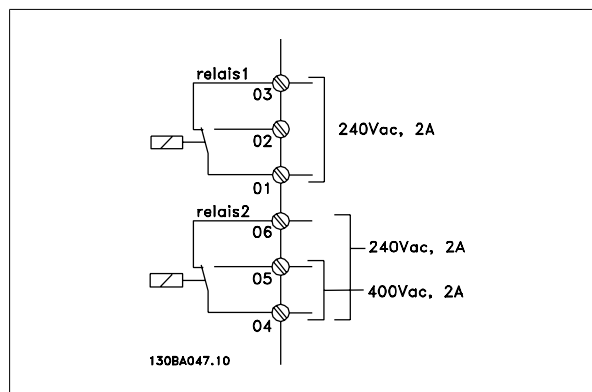 relais1
03
02
240Vac, 2A
01
relais2
06
240Vac, 2A
05
400Vac, 2A
04
130BA047.10